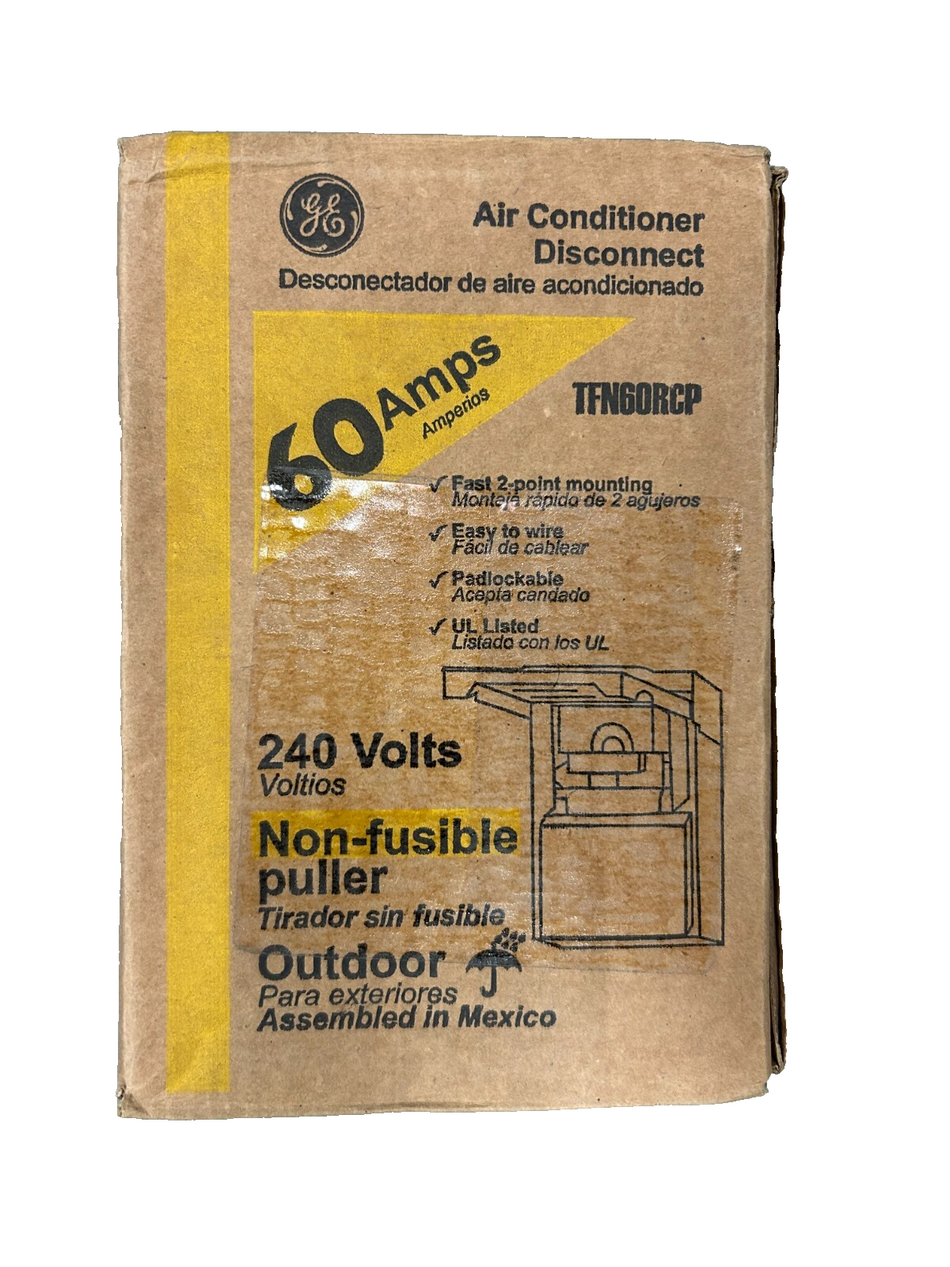 GE
Air Conditioner
Disconnect
Desconectador de aire acondicionado
60 Amps
Amperios
TFN60RCP
✓ Fast 2-point mounting
Montaje rápido de 2 agujeros
✓ Easy to wire
Fácil de cablear
✓ Padlockable
Acepta candado
✓ UL Listed
Listado con los UL
240 Volts
Voltios
Non-fusible
puller
Tirador sin fusible
Outdoor
Para exteriores
Assembled in Mexico